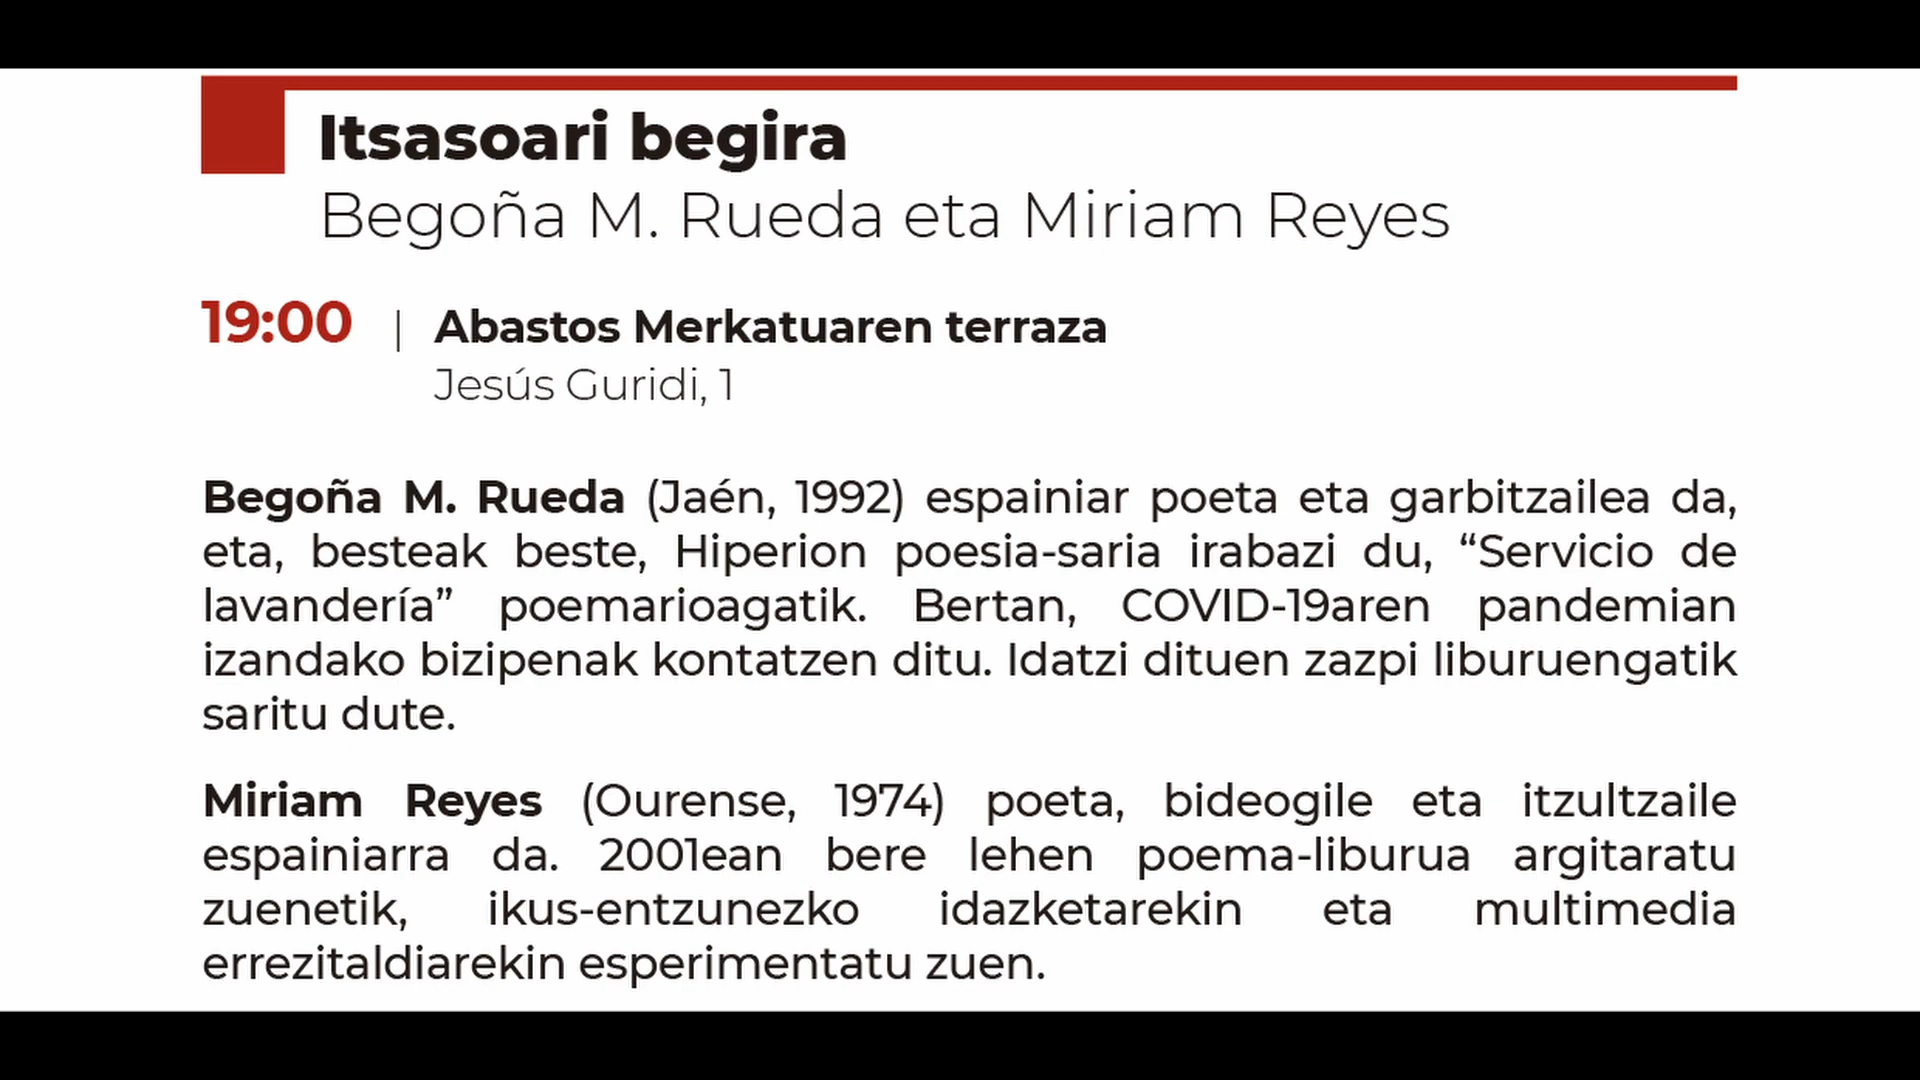 Itsasoari begira
Begoña M. Rueda eta Miriam Reyes
19:00 | Abastos Merkatuaren terraza
Jesús Guridi, 1
Begoña M. Rueda (Jaén, 1992) espainiar poeta eta garbitzailea da,
eta, besteak beste, Hiperion poesia-saria irabazi du, “Servicio de
lavandería” poemarioagatik. Bertan, COVID-19aren pandemian
izandako bizipenak kontatzen ditu. Idatzi dituen zazpi liburuengatik
saritu dute.
Miriam Reyes (Ourense, 1974) poeta, bideogile eta itzultzaile
espainiarra da. 2001ean bere lehen poema-liburua argitaratu
zuenetik, ikus-entzunezko idazketarekin eta multimedia
errezitaldiarekin esperimentatu zuen.